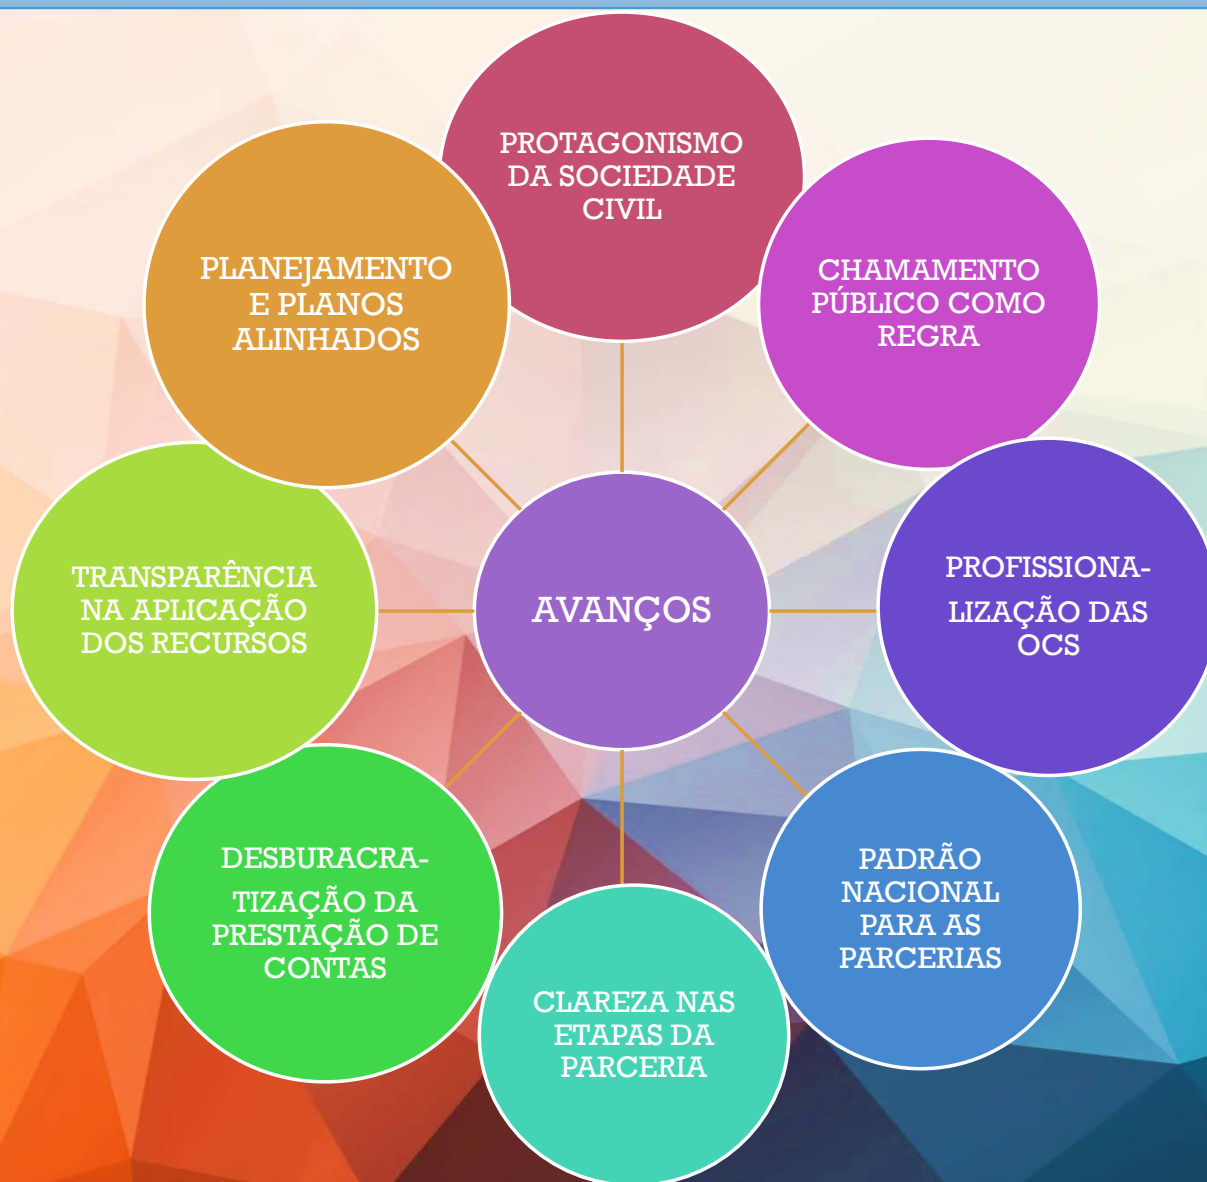 PROTAGONISMO
DA SOCIEDADE
CIVIL
CHAMAMENTO
PÚBLICO COMO
REGRA
PROFISSIONA-
LIZAÇÃO DAS
OCS
PADRÃO
NACIONAL
PARA AS
PARCERIAS
CLAREZA NAS
ETAPAS DA
PARCERIA
DESBURACRA-
TIZAÇÃO DA
PRESTAÇÃO DE
CONTAS
TRANSPARÊNCIA
NA APLICAÇÃO
DOS RECURSOS
PLANEJAMENTO
E PLANOS
ALINHADOS
AVANÇOS